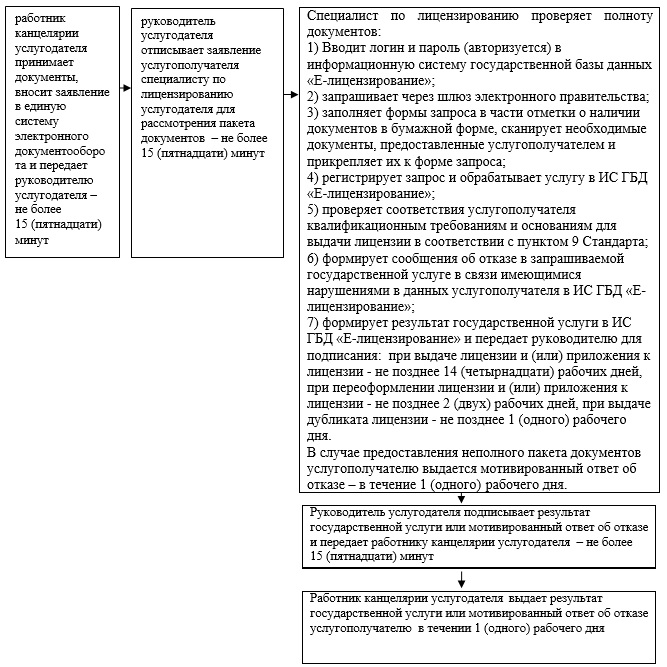 работник
канцелярии
услугодателя
принимает
документы,
вносит заявление
в единую
систему
электронного
документооборо
та и передает
руководителю
услугодателя –
не более
15 (пятнадцати)
минут
руководитель
услугодателя
отписывает заявление
услугополучателя
специалисту по
лицензированию
услугодателя для
рассмотрения пакета
документов – не более
15 (пятнадцати) минут
Специалист по лицензированию проверяет полноту
документов:
1) Вводит логин и пароль (авторизуется) в
информационную систему государственной базы данных
«Е-лицензирование»;
2) запрашивает через шлюз электронного правительства;
3) заполняет формы запроса в части отметки о наличии
документов в бумажной форме, сканирует необходимые
документы, предоставленные услугополучателем и
прикрепляет их к форме запроса;
4) регистрирует запрос и обрабатывает услугу в ИС ГБД
«Е-лицензирование»;
5) проверяет соответствия услугополучателя
квалификационным требованиям и основаниям для
выдачи лицензии в соответствии с пунктом 9 Стандарта;
6) формирует сообщения об отказе в запрашиваемой
государственной услуге в связи имеющимися
нарушениями в данных услугополучателя в ИС ГБД «Е-
лицензирование»;
7) формирует результат государственной услуги в ИС
ГБД «Е-лицензирование» и передает руководителю для
подписания: при выдаче лицензии и (или) приложения к
лицензии - не позднее 14 (четырнадцати) рабочих дней,
при переоформлении лицензии и (или) приложения к
лицензии - не позднее 2 (двух) рабочих дней, при выдаче
дубликата лицензии - не позднее 1 (одного) рабочего
дня.
В случае предоставления неполного пакета документов
услугополучателю выдается мотивированный ответ об
отказе – в течение 1 (одного) рабочего дня.
Руководитель услугодателя подписывает результат
государственной услуги или мотивированный ответ об отказе
и передает работнику канцелярии услугодателя – не более
15 (пятнадцати) минут
Работник канцелярии услугодателя выдает результат
государственной услуги или мотивированный ответ об отказе
услугополучателю в течении 1 (одного) рабочего дня